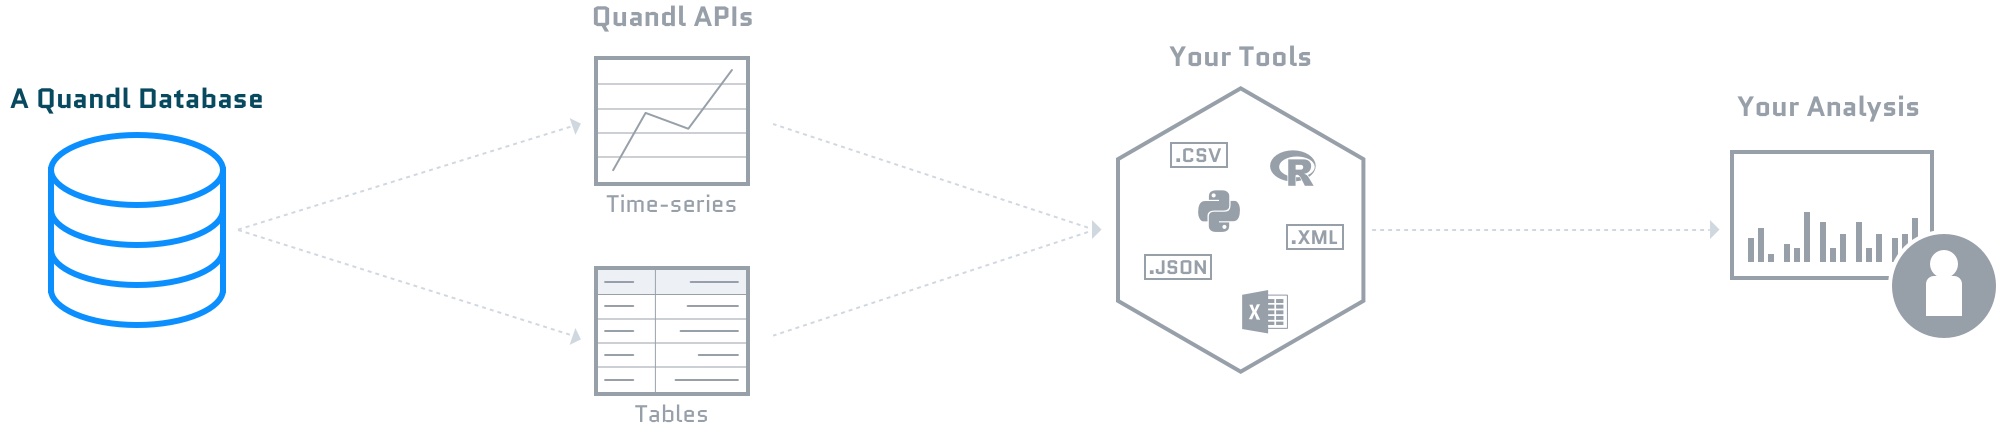 A Quandl Database
Quandl APIs
Time-series
Tables
Your Tools
.CSV
R
.XML
.JSON
X
Your Analysis